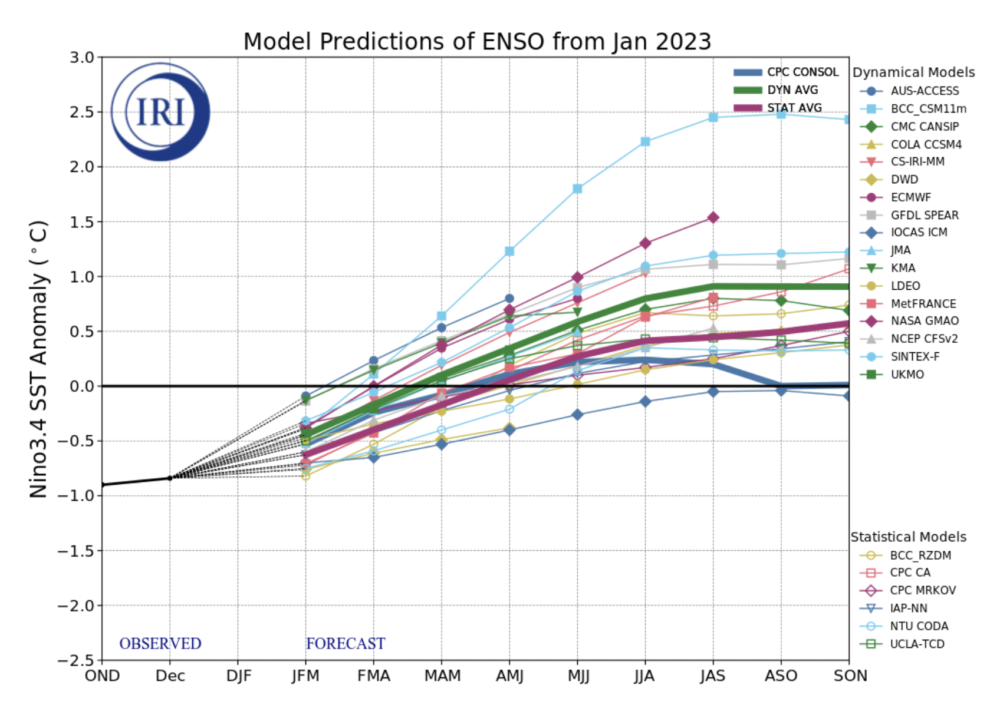 Model Predictions of ENSO from Jan 2023
IRI
Nino3.4 SST Anomaly (°C)
3.0
2.5
2.0
1.5
1.0
0.5
0.0
−0.5
−1.0
−1.5
−2.0
−2.5
CPC CONSOL
DYN AVG
STAT AVG
Dynamical Models
AUS-ACCESS
BCC_CSM11m
CMC CANSIP
COLA CCSM4
CS-IRI-MM
DWD
ECMWF
GFDL SPEAR
IOCAS ICM
JMA
KMA
LDEO
MetFRANCE
NASA GMAO
NCEP CFSv2
SINTEX-F
UKMO
Statistical Models
BCC_RZDM
CPC CA
CPC MRKOV
IAP-NN
NTU CODA
UCLA-TCD
OBSERVED FORECAST
OND Dec DJF JFM FMA MAM AMJ MJJ JJA JAS ASO SON